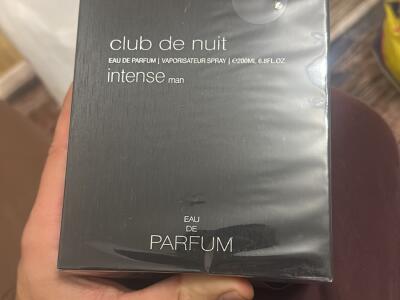 club de nuit
EAU DE PARFUM | VAPORISATEUR SPRAY | ℮200ML 6.8FL.OZ
intense man
EAU
DE
PARFUM